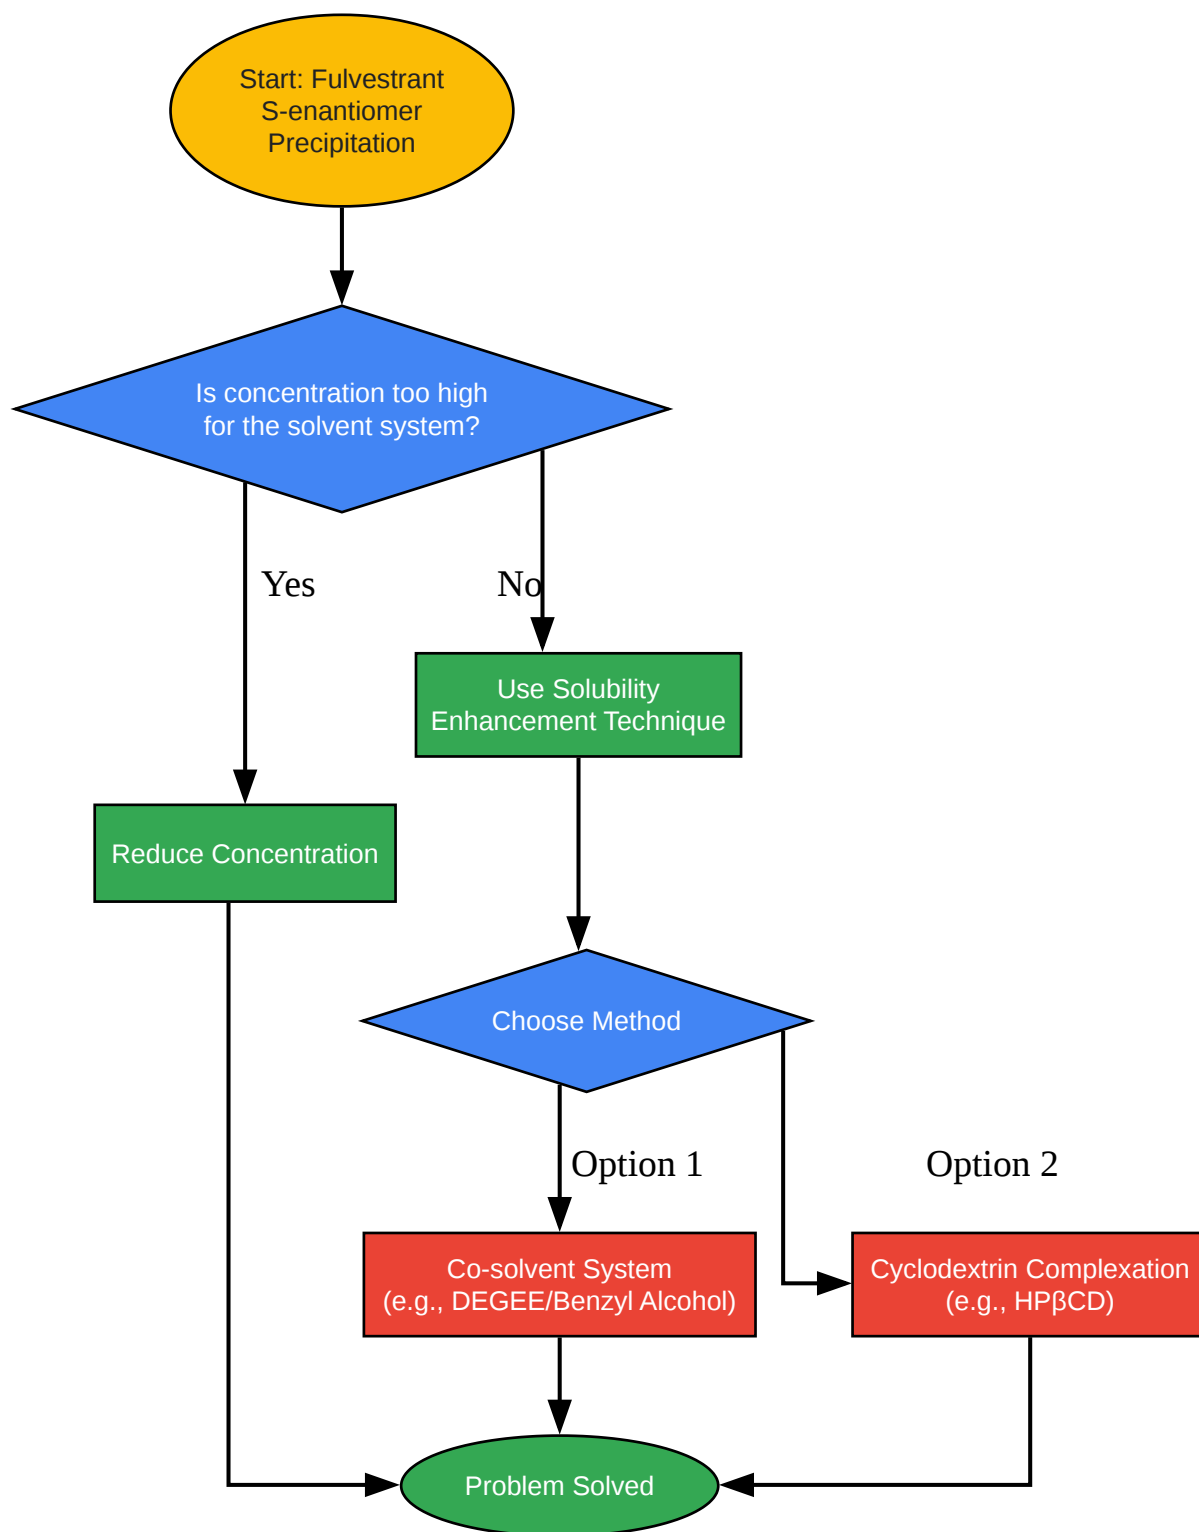 Start: Fulvestrant
S-enantiomer
Precipitation
Is concentration too high
for the solvent system?
Yes
No
Use Solubility
Enhancement Technique
Reduce Concentration
Choose Method
Option 1
Option 2
Co-solvent System
(e.g., DEGEE/Benzyl Alcohol)
Cyclodextrin Complexation
(e.g., HPβCD)
Problem Solved